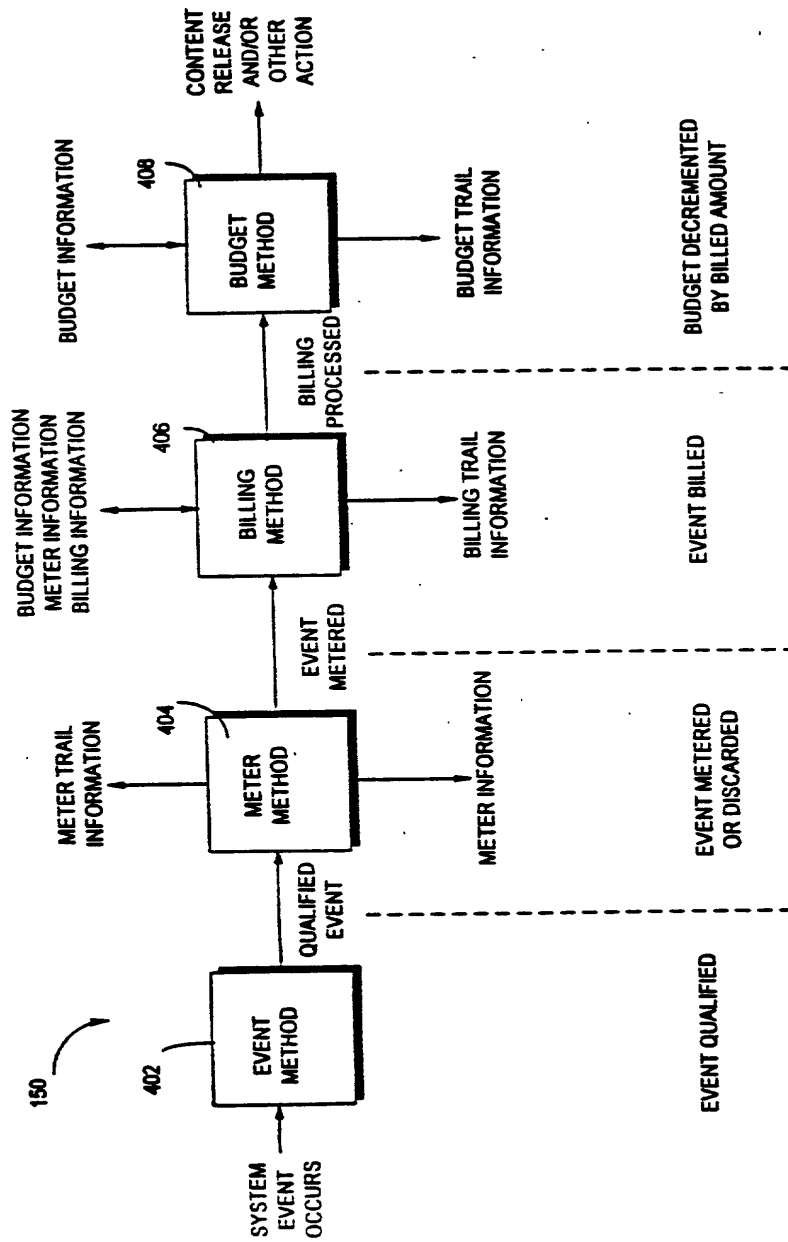 150
SYSTEM
EVENT
OCCURS
402
EVENT
METHOD
QUALIFIED
EVENT
METER TRAIL
INFORMATION
404
METER
METHOD
METER INFORMATION
EVENT
METERED
BUDGET INFORMATION
METER INFORMATION
BILLING INFORMATION
406
BILLING
METHOD
BILLING TRAIL
INFORMATION
BILLING
PROCESSED
BUDGET INFORMATION
408
BUDGET
METHOD
BUDGET TRAIL
INFORMATION
CONTENT
RELEASE
AND/OR
OTHER
ACTION
EVENT QUALIFIED
EVENT METERED
OR DISCARDED
EVENT BILLED
BUDGET DECREMENTED
BY BILLED AMOUNT